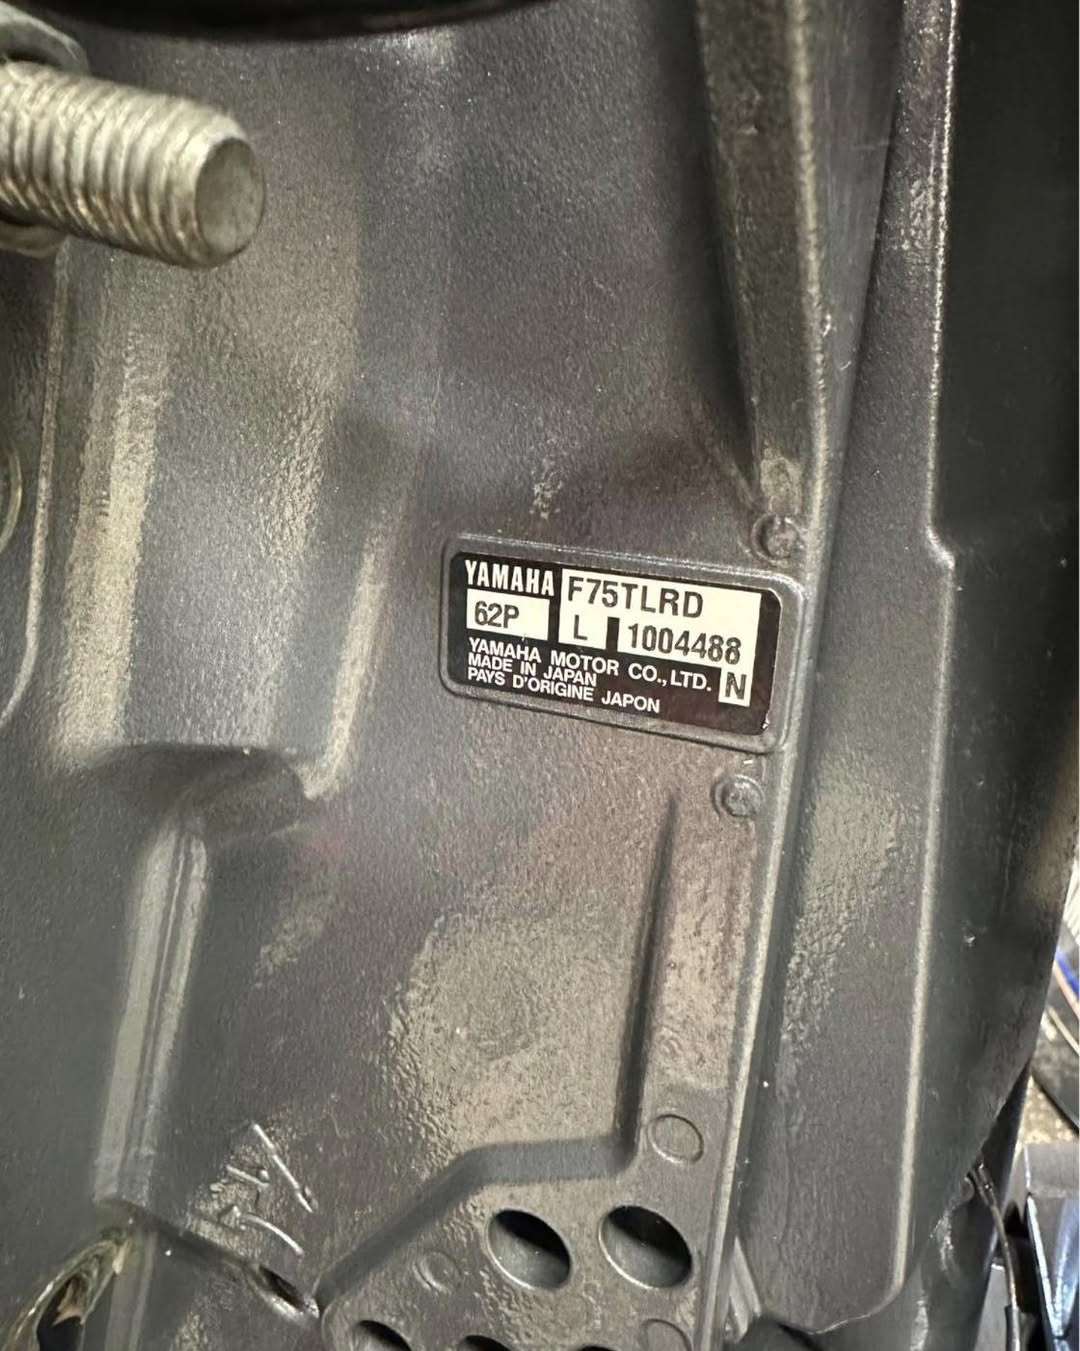 YAMAHA F75TLRD
62P L 1004488
YAMAHA MOTOR CO., LTD. N
MADE IN JAPAN
PAYS D'ORIGINE JAPON